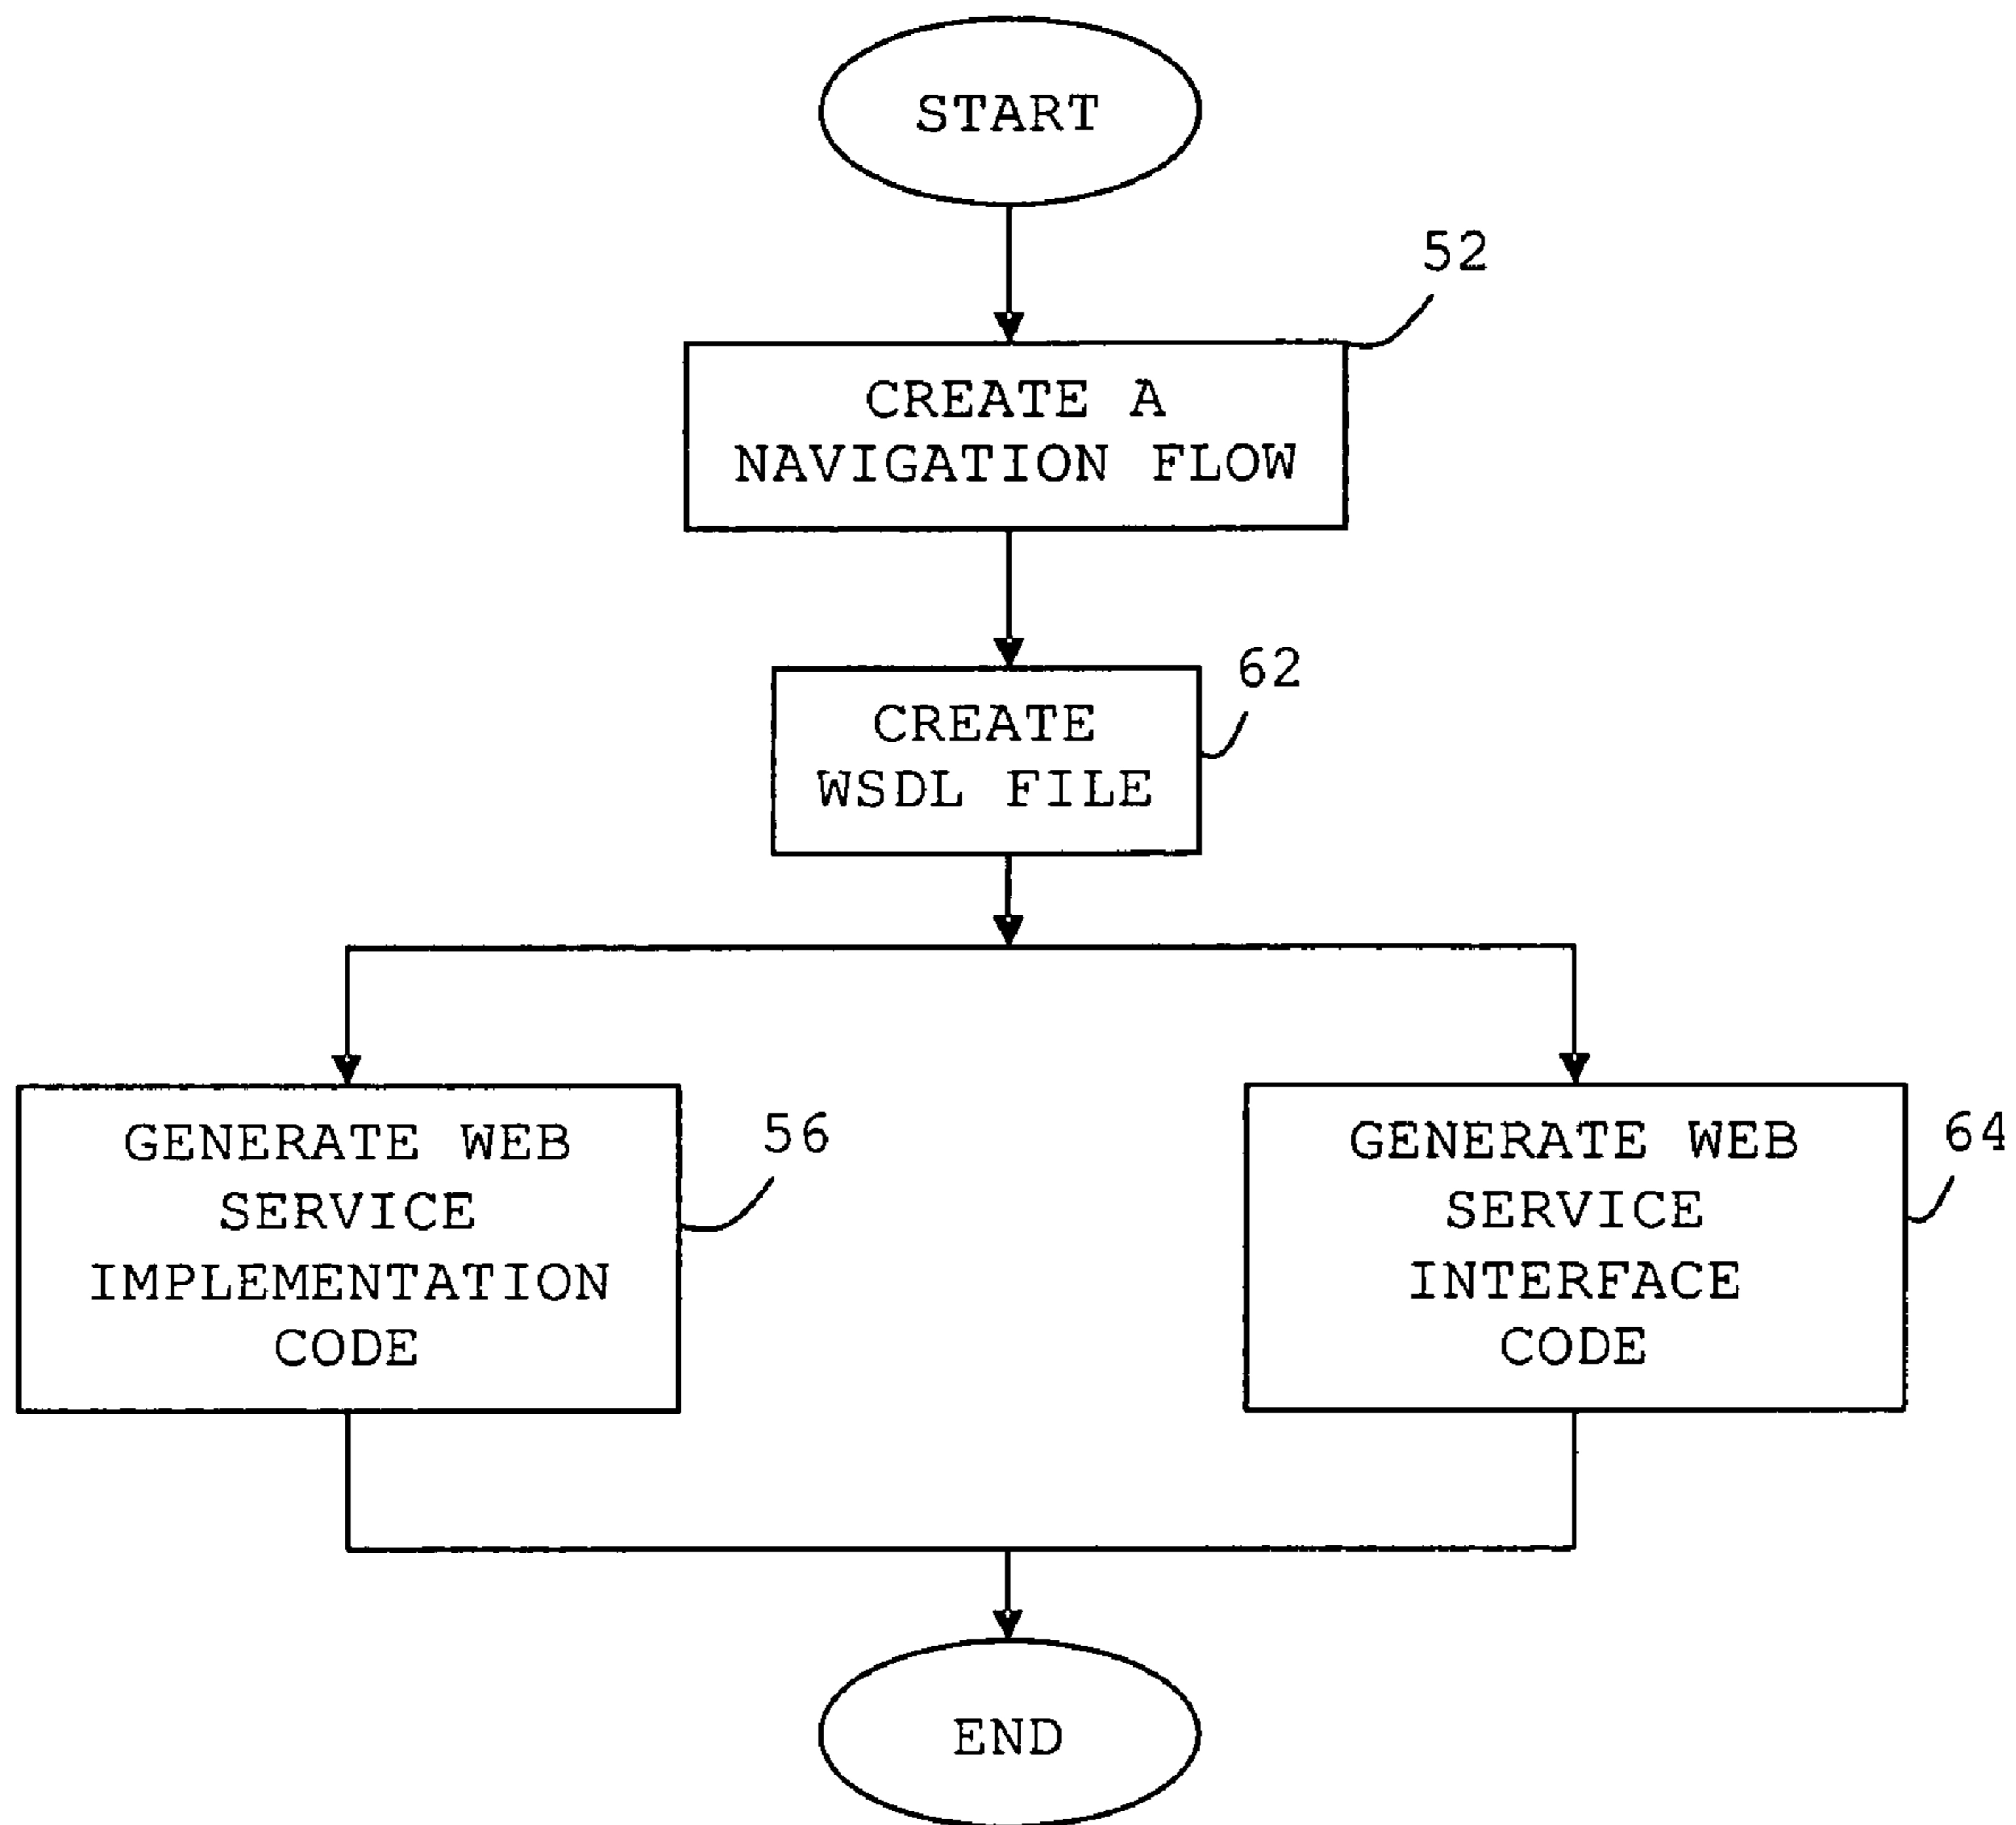 START
52
CREATE A
NAVIGATION FLOW
62
CREATE
WSDL FILE
GENERATE WEB
SERVICE
IMPLEMENTATION
CODE
56
GENERATE WEB
SERVICE
INTERFACE
CODE
64
END